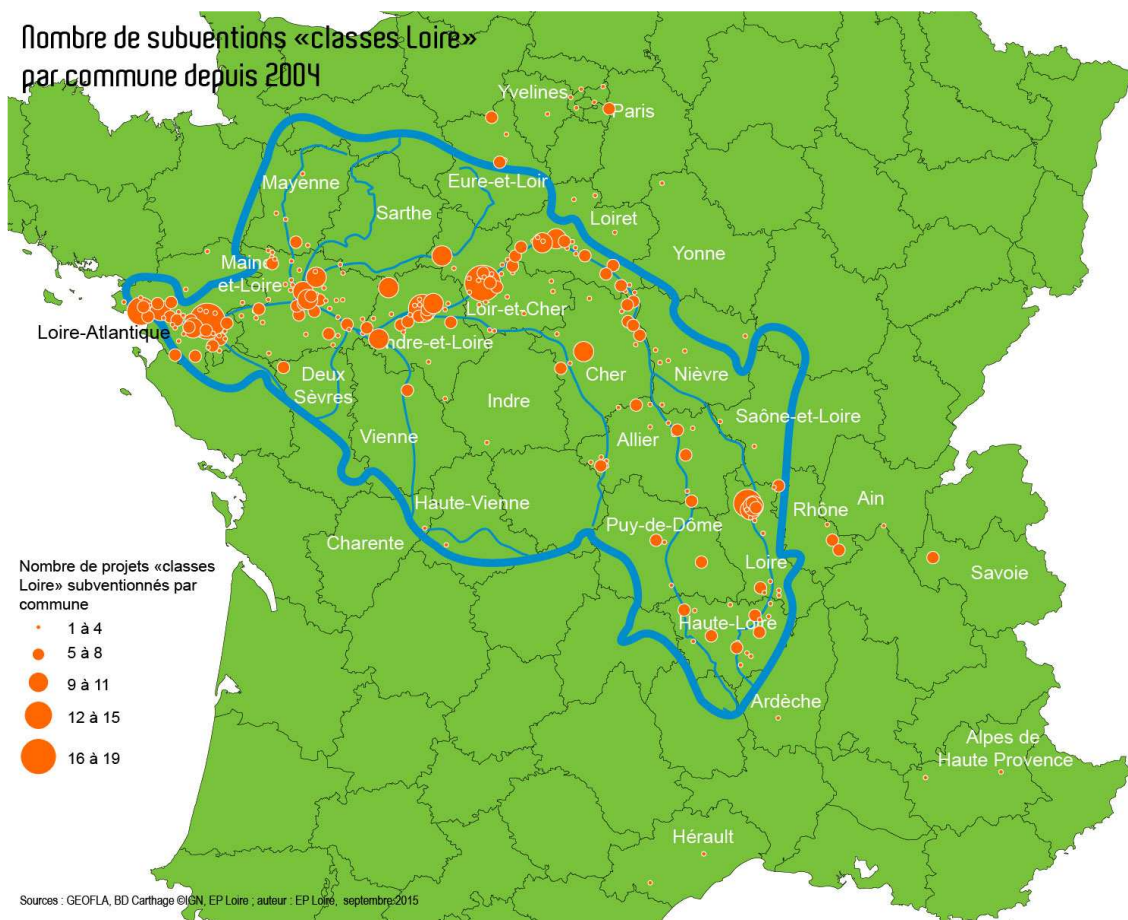 Nombre de subventions «classes Loire»
par commune depuis 2004
Yvelines
Paris
Mayenne
Eure-et-Loir
Sarthe
Loiret
Yonne
Maine
et-Loire
Loir-et-Cher
Loire-Atlantique
Indre-et-Loire
Cher
Nièvre
Deux
Sèvres
Indre
Saône-et-Loire
Vienne
Allier
Haute-Vienne
Puy-de-Dôme
Rhône
Ain
Charente
Loire
Savoie
Haute-Loire
Ardèche
Alpes de
Haute Provence
Hérault
Nombre de projets «classes
Loire» subventionnés par
commune
1 à 4
5 à 8
9 à 11
12 à 15
16 à 19
Sources : GEOFLA, BD Carthage ©IGN, EP Loire ; auteur : EP Loire, septembre 2015